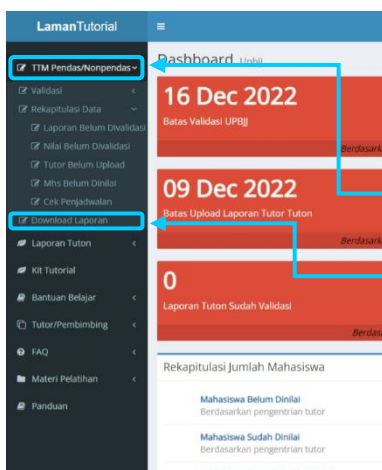 LamanTutorial
TTM Pendas/Nonpendas
Validasi
Rekapitulasi Data
Laporan Belum Divalidasi
Nilai Belum Divalidasi
Tutor Belum Upload
Mhs Belum Dinilai
Cek Penjadwalan
Download Laporan
Laporan Tuton
Kit Tutorial
Bantuan Belajar
Tutor/Pembimbing
FAQ
Materi Pelatihan
Panduan
Dashboard Upbjj
16 Dec 2022
Batas Validasi UPBJJ
09 Dec 2022
Batas Upload Laporan Tutor Tuton
0
Laporan Tuton Sudah Validasi
Rekapitulasi Jumlah Mahasiswa
Mahasiswa Belum Dinilai
Berdasarkan pengentrian tutor
Mahasiswa Sudah Dinilai
Berdasarkan pengentrian tutor